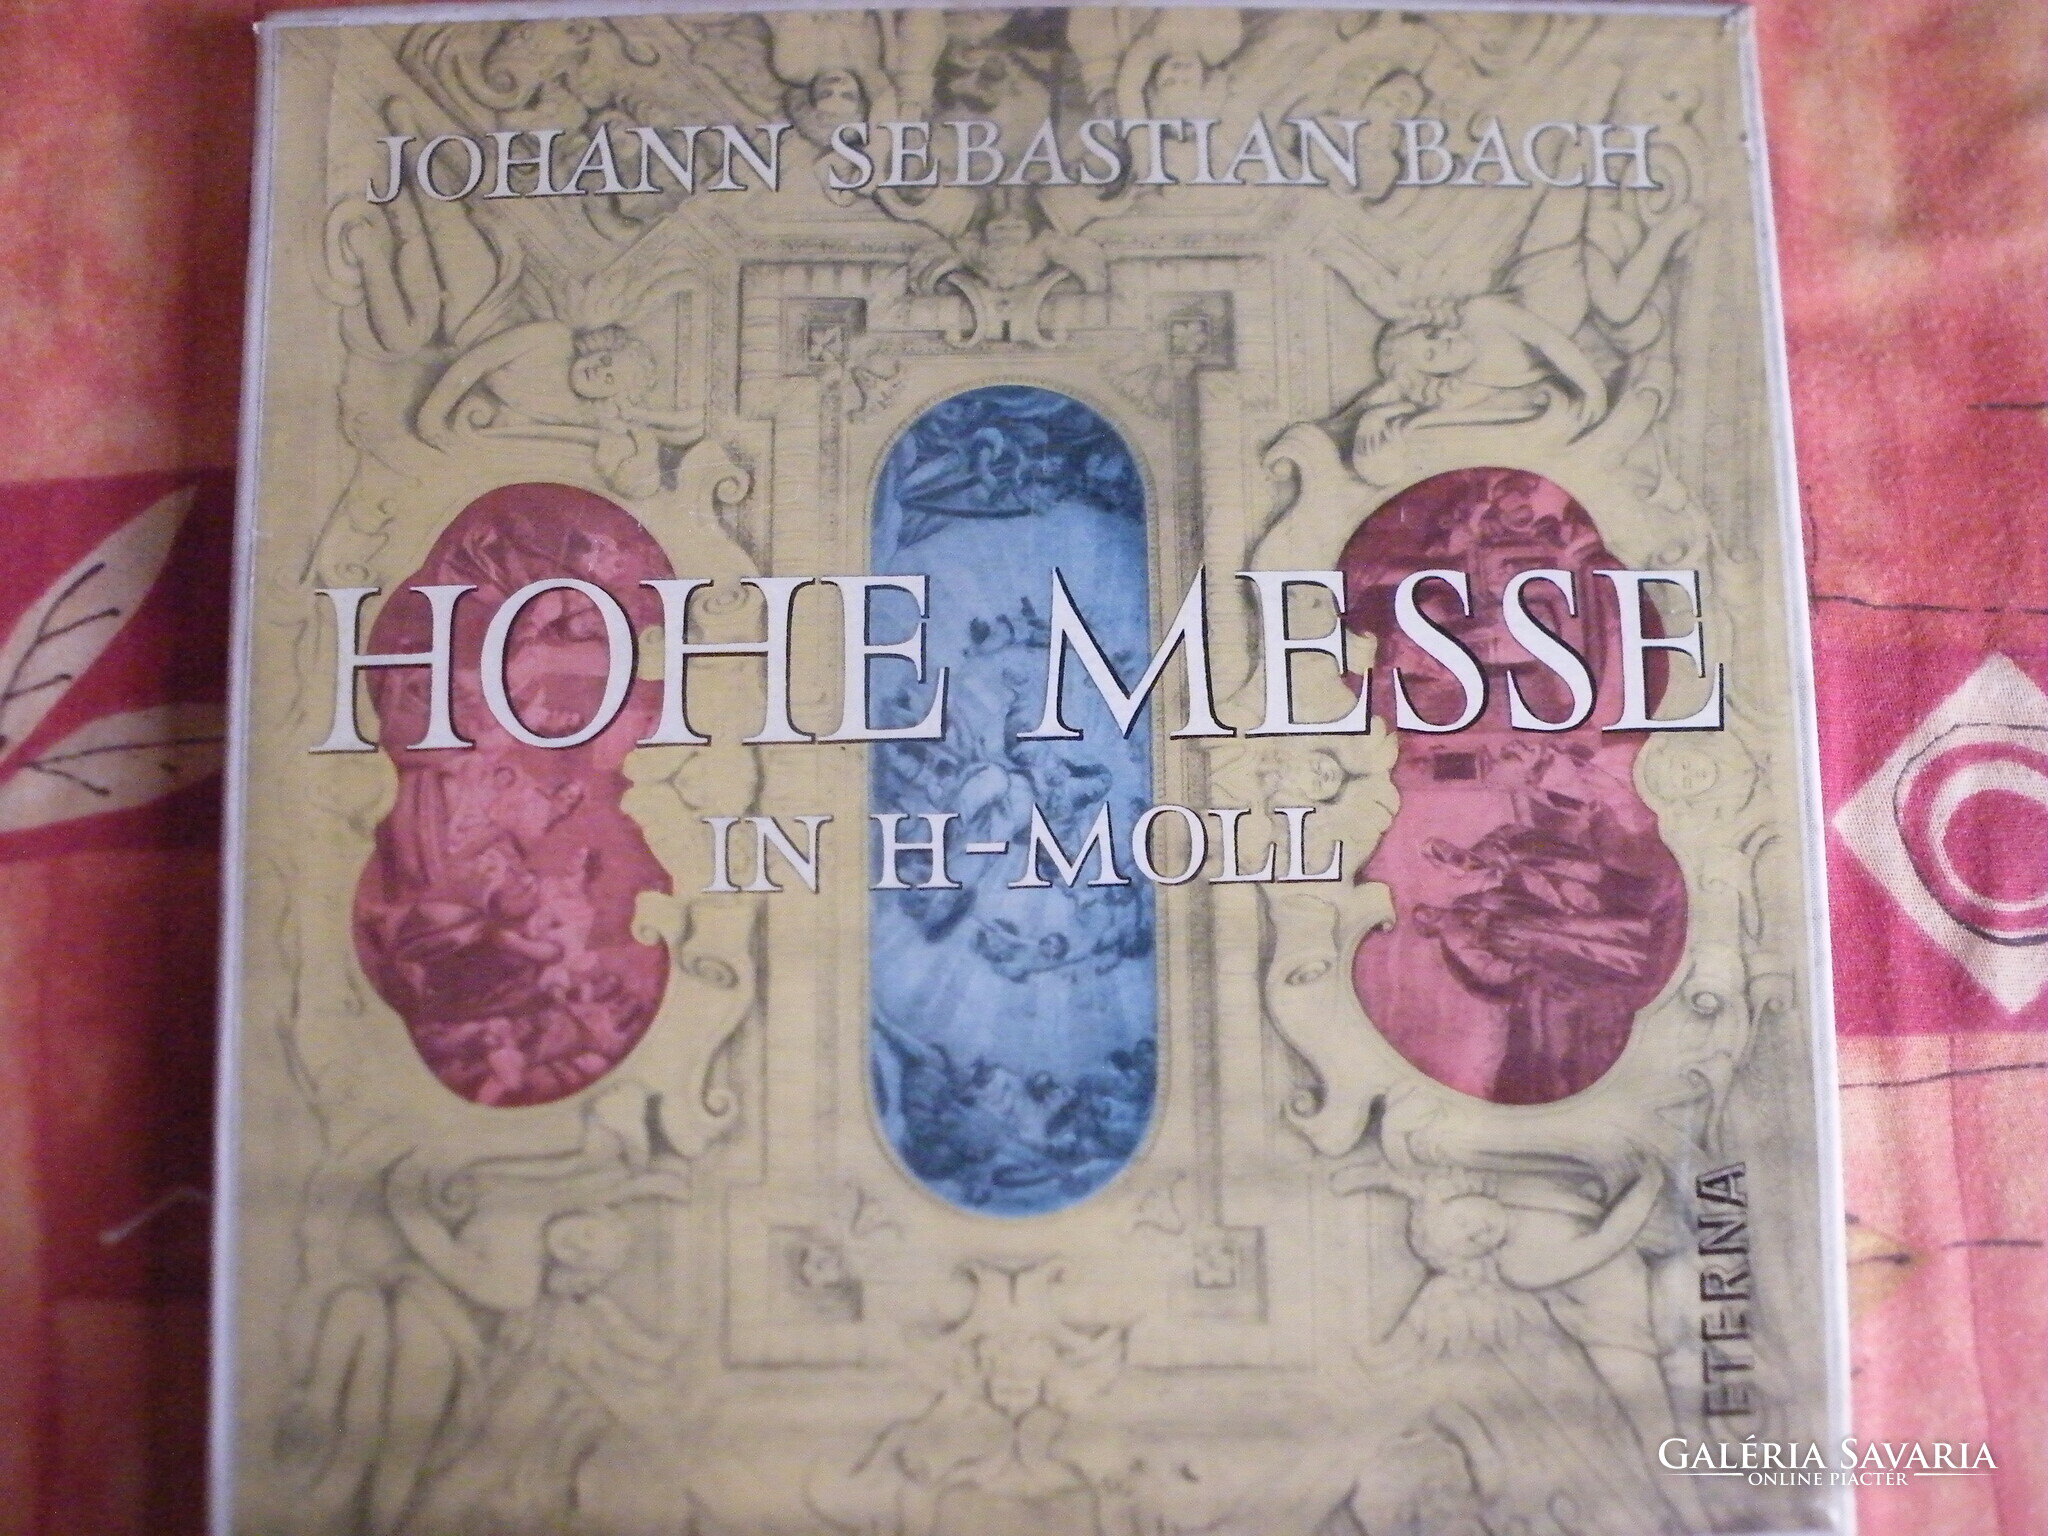 JOHANN SEBASTIAN BACH
HOHE MESSE
IN H-MOLL
ETERNA
GALÉRIA SAVARIA
ONLINE PIACTÉR